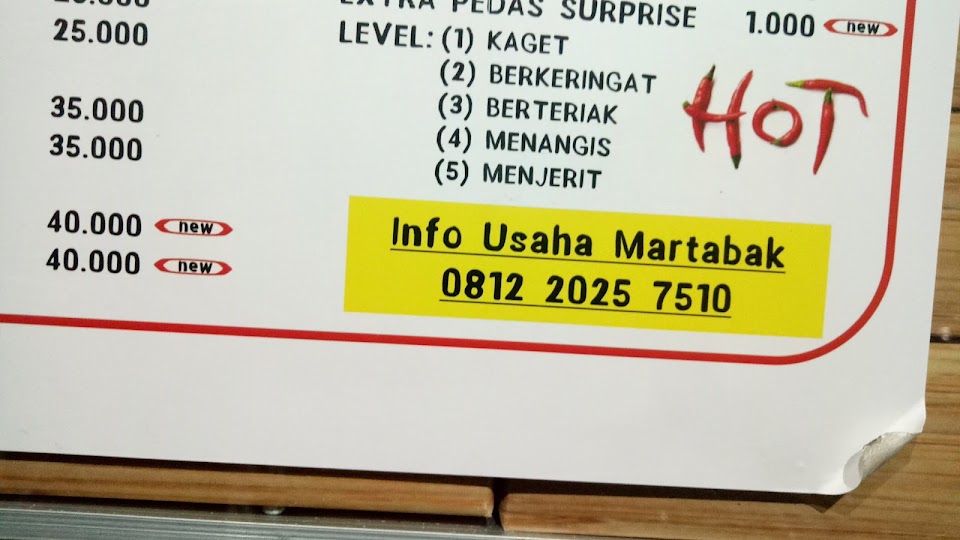 25.000
35.000
35.000
40.000 new
40.000 new
EXTRA PEDAS SURPRISE 1.000 new
LEVEL: (1) KAGET
(2) BERKERINGAT
(3) BERTERIAK
(4) MENANGIS
(5) MENJERIT
HOT
Info Usaha Martabak
0812 2025 7510